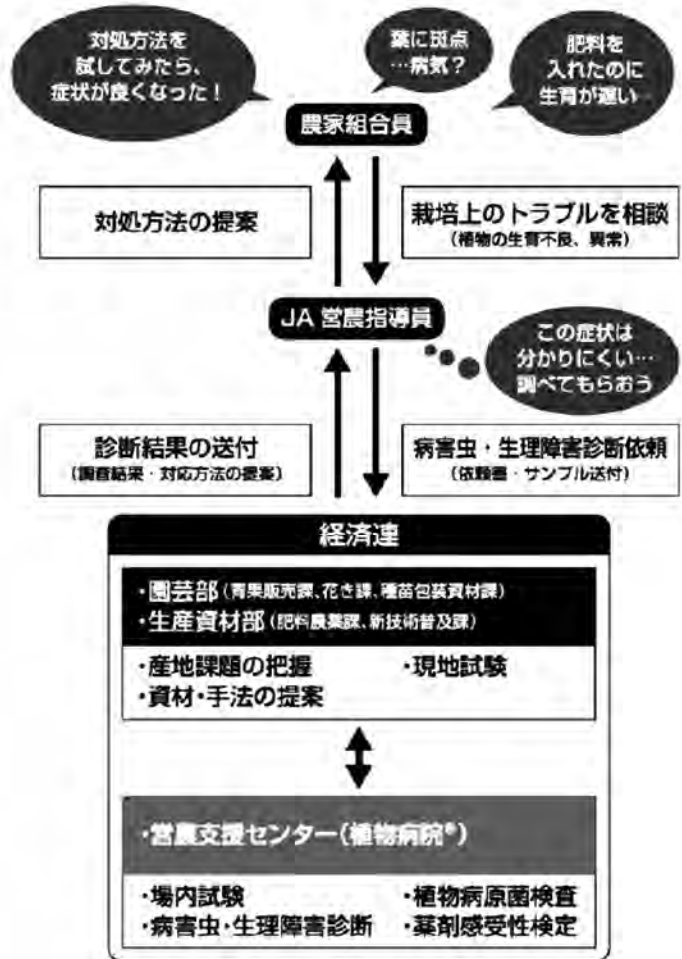 対処方法を
試してみたら、
症状が良くなった！
葉に斑点
…病気？
肥料を
入れたのに
生育が遅い…
農家組合員
対処方法の提案
栽培上のトラブルを相談
（植物の生育不良、異常）
JA 営農指導員
この症状は
分かりにくい…
調べてもらおう
診断結果の送付
（調査結果・対応方法の提案）
病害虫・生理障害診断依頼
（依頼書・サンプル送付）
経済連
・園芸部（青果販売課、花き課、種苗包装資材課）
・生産資材部（肥料農薬課、新技術普及課）
・産地課題の把握 ・現地試験
・資材・手法の提案
・営農支援センター（植物病院®）
・場内試験 ・植物病原菌検査
・病害虫・生理障害診断 ・薬剤感受性検定